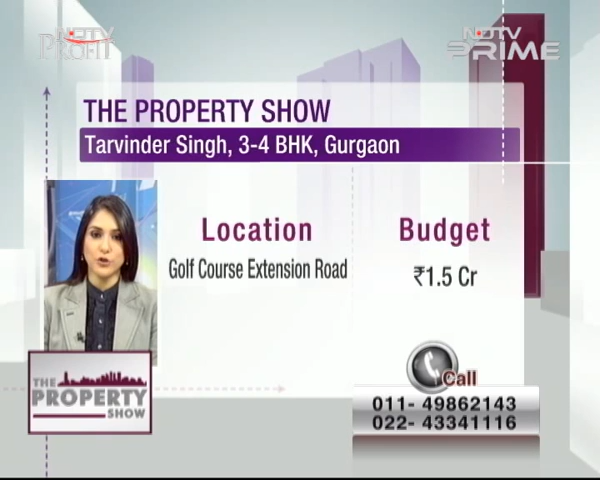 NDTV
PROFIT
NDTV
PRIME
THE PROPERTY SHOW
Tarvinder Singh, 3-4 BHK, Gurgaon
Location
Golf Course Extension Road
Budget
₹1.5 Cr
THE
PROPERTY
SHOW
Call
011- 49862143
022- 43341116